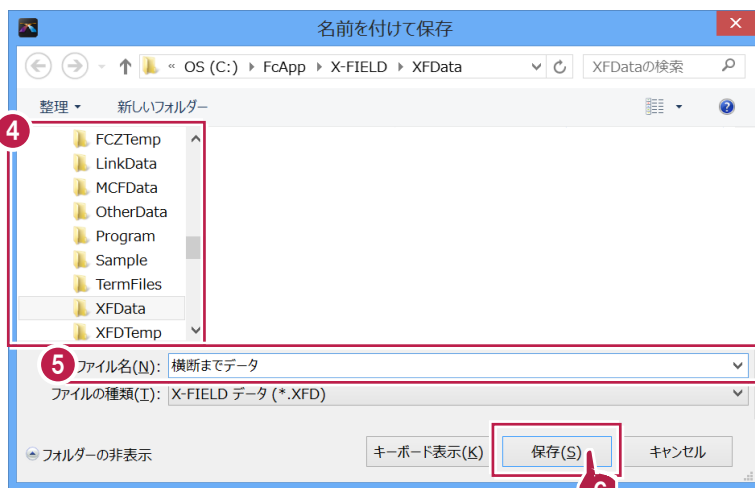 名前を付けて保存
« OS (C:) ▸ FcApp ▸ X-FIELD ▸ XFData
XFDataの検索
整理 新しいフォルダー
4
FCZTemp
LinkData
MCFData
OtherData
Program
Sample
TermFiles
XFData
XFDTemp
5
ファイル名(N): 横断までデータ
ファイルの種類(T): X-FIELD データ (*.XFD)
フォルダーの非表示
キーボード表示(K) 保存(S) キャンセル
6